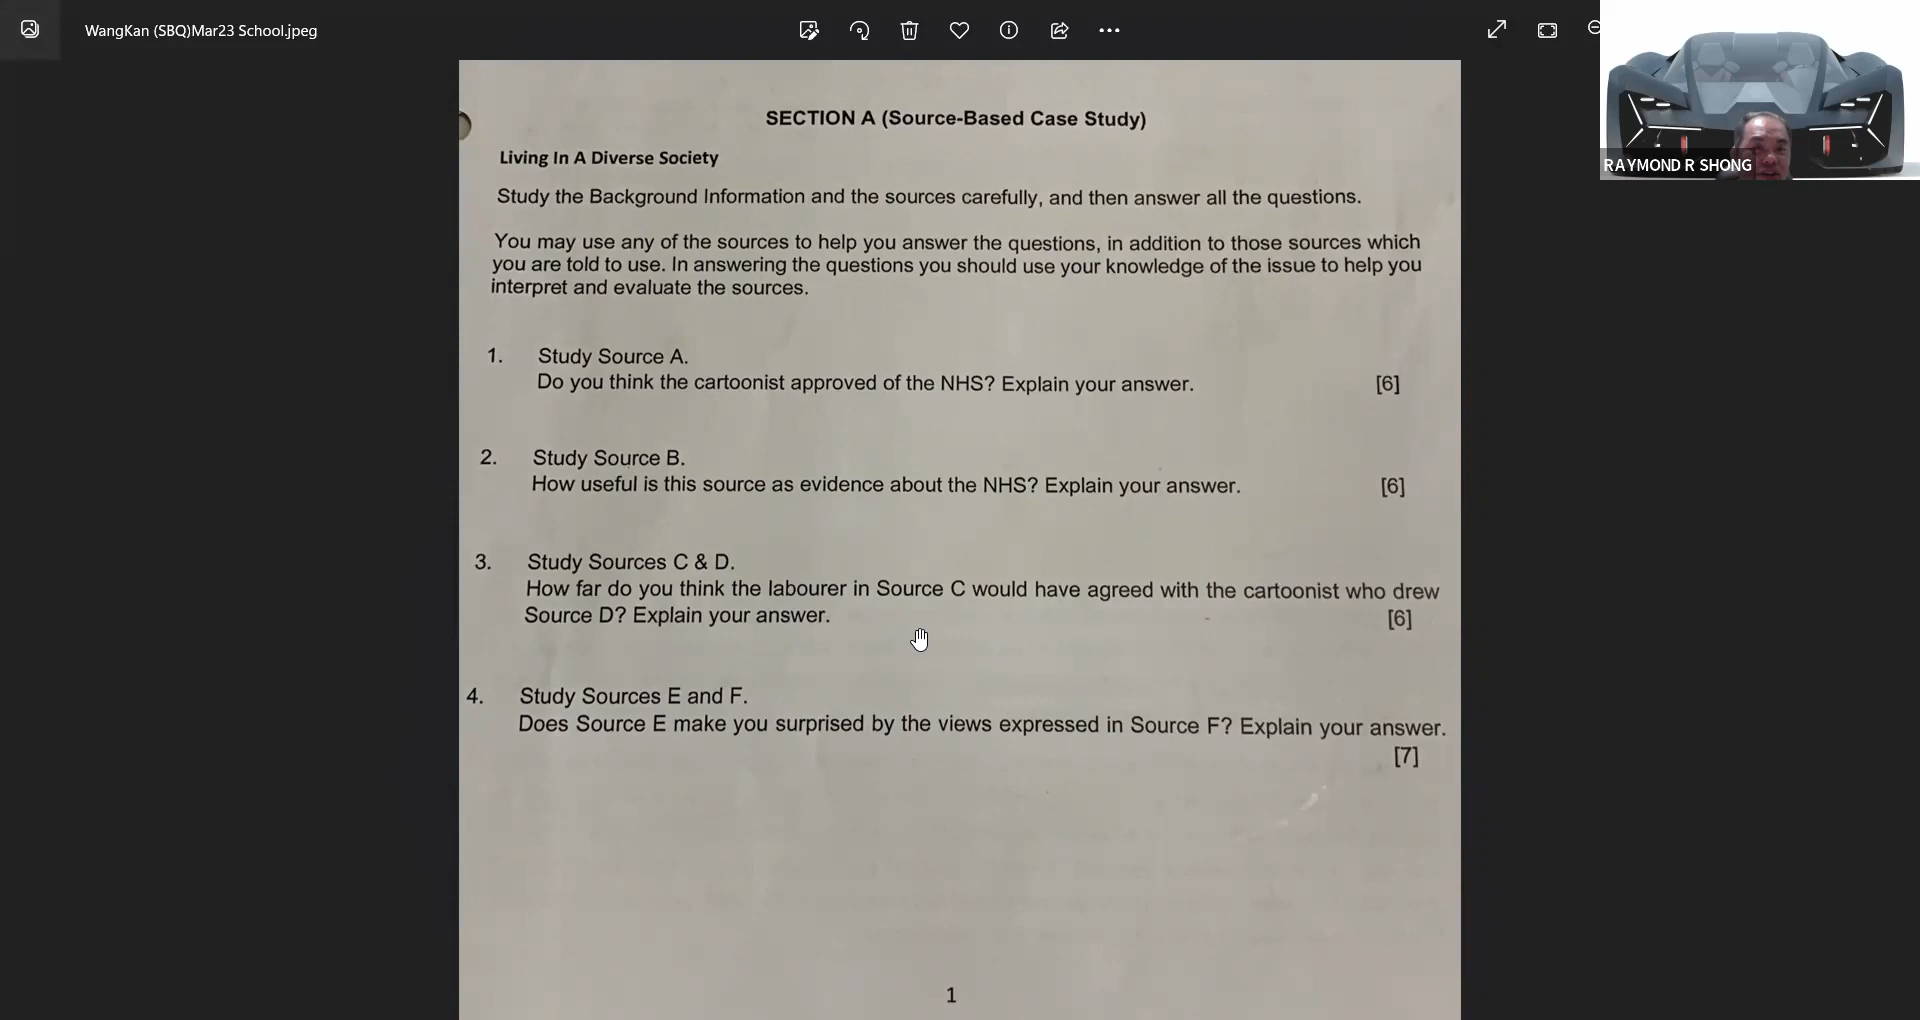 WangKan (SBQ)Mar23 School.jpeg
RAYMOND R SHONG
SECTION A (Source-Based Case Study)
Living In A Diverse Society
Study the Background Information and the sources carefully, and then answer all the questions.
You may use any of the sources to help you answer the questions, in addition to those sources which
you are told to use. In answering the questions you should use your knowledge of the issue to help you
interpret and evaluate the sources.
1. Study Source A.
Do you think the cartoonist approved of the NHS? Explain your answer. [6]
2. Study Source B.
How useful is this source as evidence about the NHS? Explain your answer. [6]
3. Study Sources C & D.
How far do you think the labourer in Source C would have agreed with the cartoonist who drew
Source D? Explain your answer. [6]
4. Study Sources E and F.
Does Source E make you surprised by the views expressed in Source F? Explain your answer.
[7]
1